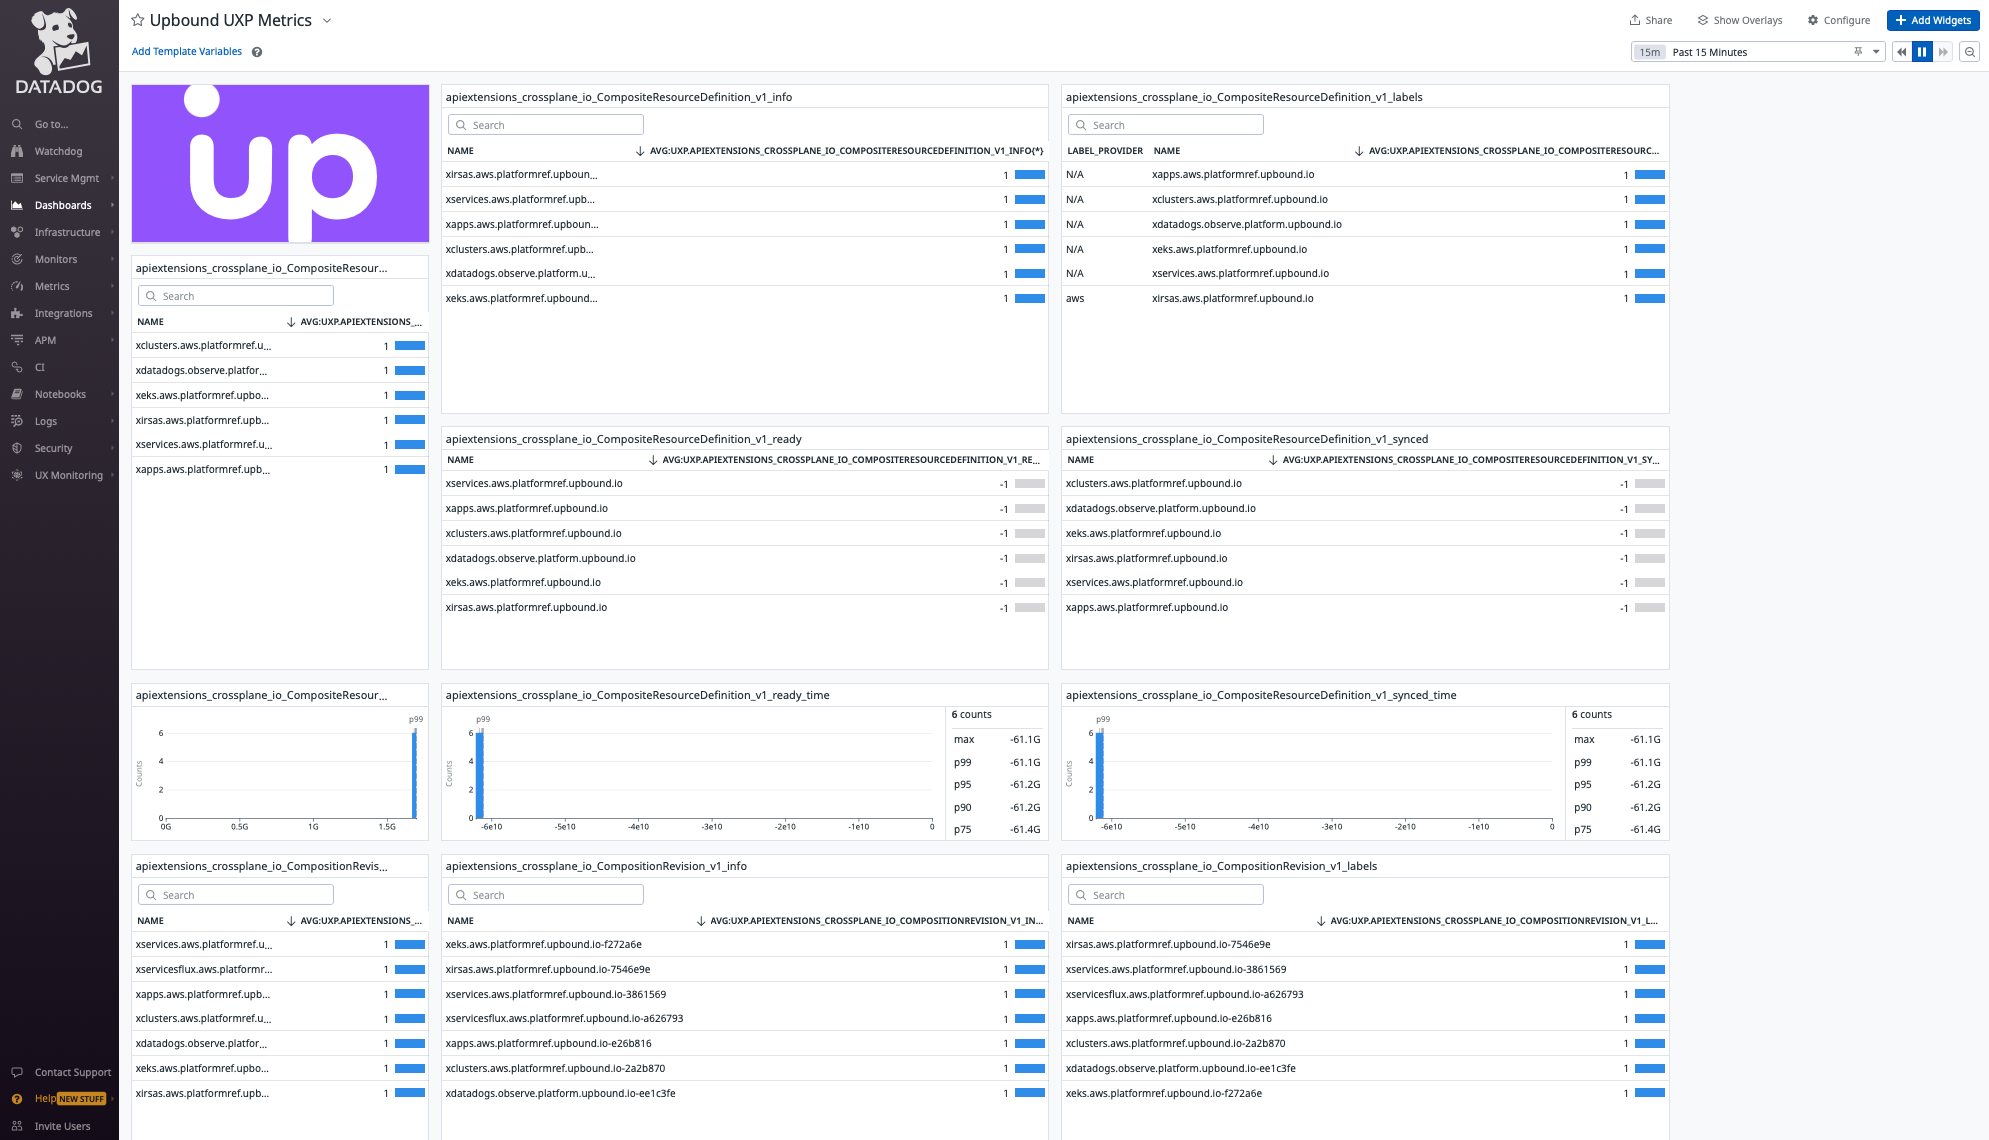 DATADOG
Go to...
Watchdog
Service Mgmt
Dashboards
Infrastructure
Monitors
Metrics
Integrations
APM
CI
Notebooks
Logs
Security
UX Monitoring
Contact Support
Help NEW STUFF
Invite Users
Upbound UXP Metrics
Share
Show Overlays
Configure
+ Add Widgets
Add Template Variables ?
15m Past 15 Minutes
up
apiextensions_crossplane_io_CompositeResour...
Search
NAME AVG:UXP.APIEXTENSIONS_...
xclusters.aws.platformref.u... 1
xdatadogs.observe.platfor... 1
xeks.aws.platformref.upbo... 1
xirsas.aws.platformref.upb... 1
xservices.aws.platformref.u... 1
xapps.aws.platformref.upb... 1
apiextensions_crossplane_io_CompositeResourceDefinition_v1_info
Search
NAME AVG:UXP.APIEXTENSIONS_CROSSPLANE_IO_COMPOSITERESOURCEDEFINITION_V1_INFO{*}
xirsas.aws.platformref.upboun... 1
xservices.aws.platformref.upb... 1
xapps.aws.platformref.upboun... 1
xclusters.aws.platformref.upb... 1
xdatadogs.observe.platform.u... 1
xeks.aws.platformref.upbound... 1
apiextensions_crossplane_io_CompositeResourceDefinition_v1_labels
Search
LABEL_PROVIDER NAME AVG:UXP.APIEXTENSIONS_CROSSPLANE_IO_COMPOSITERESOURC...
N/A xapps.aws.platformref.upbound.io 1
N/A xclusters.aws.platformref.upbound.io 1
N/A xdatadogs.observe.platform.upbound.io 1
N/A xeks.aws.platformref.upbound.io 1
N/A xservices.aws.platformref.upbound.io 1
aws xirsas.aws.platformref.upbound.io 1
apiextensions_crossplane_io_CompositeResourceDefinition_v1_ready
NAME AVG:UXP.APIEXTENSIONS_CROSSPLANE_IO_COMPOSITERESOURCEDEFINITION_V1_RE...
xservices.aws.platformref.upbound.io -1
xapps.aws.platformref.upbound.io -1
xclusters.aws.platformref.upbound.io -1
xdatadogs.observe.platform.upbound.io -1
xeks.aws.platformref.upbound.io -1
xirsas.aws.platformref.upbound.io -1
apiextensions_crossplane_io_CompositeResourceDefinition_v1_synced
NAME AVG:UXP.APIEXTENSIONS_CROSSPLANE_IO_COMPOSITERESOURCEDEFINITION_V1_SY...
xclusters.aws.platformref.upbound.io -1
xdatadogs.observe.platform.upbound.io -1
xeks.aws.platformref.upbound.io -1
xirsas.aws.platformref.upbound.io -1
xservices.aws.platformref.upbound.io -1
xapps.aws.platformref.upbound.io -1
apiextensions_crossplane_io_CompositeResour...
p99
Counts
6
4
2
0
0G 0.5G 1G 1.5G
apiextensions_crossplane_io_CompositeResourceDefinition_v1_ready_time
p99
Counts
6
4
2
0
-6e10 -5e10 -4e10 -3e10 -2e10 -1e10 0
6 counts
max -61.1G
p99 -61.1G
p95 -61.2G
p90 -61.2G
p75 -61.4G
apiextensions_crossplane_io_CompositeResourceDefinition_v1_synced_time
p99
Counts
6
4
2
0
-6e10 -5e10 -4e10 -3e10 -2e10 -1e10 0
6 counts
max -61.1G
p99 -61.1G
p95 -61.2G
p90 -61.2G
p75 -61.4G
apiextensions_crossplane_io_CompositionRevis...
Search
NAME AVG:UXP.APIEXTENSIONS_...
xservices.aws.platformref.u... 1
xservicesflux.aws.platformr... 1
xapps.aws.platformref.upb... 1
xclusters.aws.platformref.u... 1
xdatadogs.observe.platfor... 1
xeks.aws.platformref.upbo... 1
xirsas.aws.platformref.upb... 1
apiextensions_crossplane_io_CompositionRevision_v1_info
Search
NAME AVG:UXP.APIEXTENSIONS_CROSSPLANE_IO_COMPOSITIONREVISION_V1_IN...
xeks.aws.platformref.upbound.io-f272a6e 1
xirsas.aws.platformref.upbound.io-7546e9e 1
xservices.aws.platformref.upbound.io-3861569 1
xservicesflux.aws.platformref.upbound.io-a626793 1
xapps.aws.platformref.upbound.io-e26b816 1
xclusters.aws.platformref.upbound.io-2a2b870 1
xdatadogs.observe.platform.upbound.io-ee1c3fe 1
apiextensions_crossplane_io_CompositionRevision_v1_labels
Search
NAME AVG:UXP.APIEXTENSIONS_CROSSPLANE_IO_COMPOSITIONREVISION_V1_L...
xirsas.aws.platformref.upbound.io-7546e9e 1
xservices.aws.platformref.upbound.io-3861569 1
xservicesflux.aws.platformref.upbound.io-a626793 1
xapps.aws.platformref.upbound.io-e26b816 1
xclusters.aws.platformref.upbound.io-2a2b870 1
xdatadogs.observe.platform.upbound.io-ee1c3fe 1
xeks.aws.platformref.upbound.io-f272a6e 1